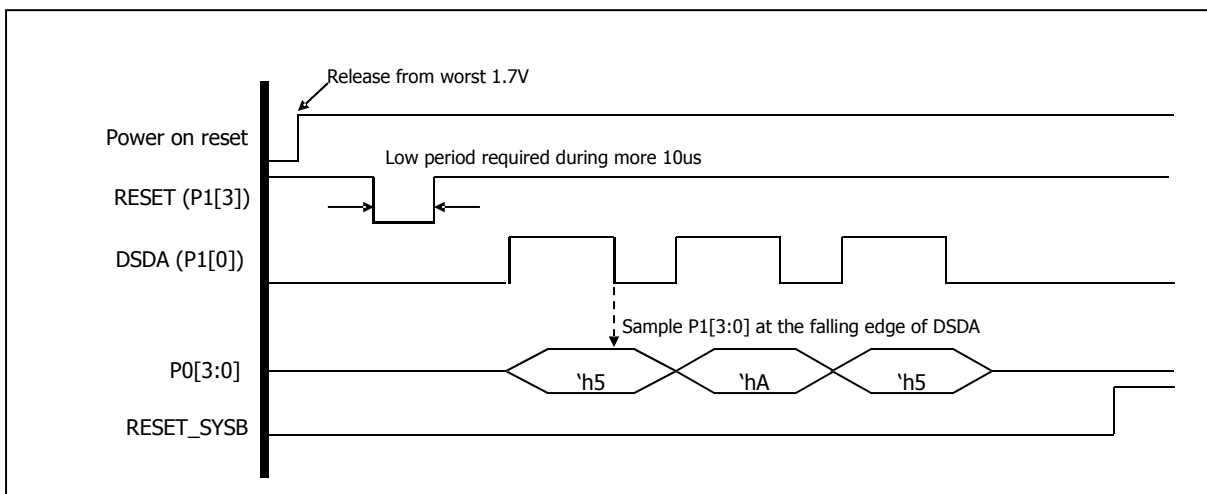 Release from worst 1.7V
Power on reset
Low period required during more 10us
RESET (P1[3])
DSDA (P1[0])
Sample P1[3:0] at the falling edge of DSDA
P0[3:0]
‘h5
‘hA
‘h5
RESET_SYSB